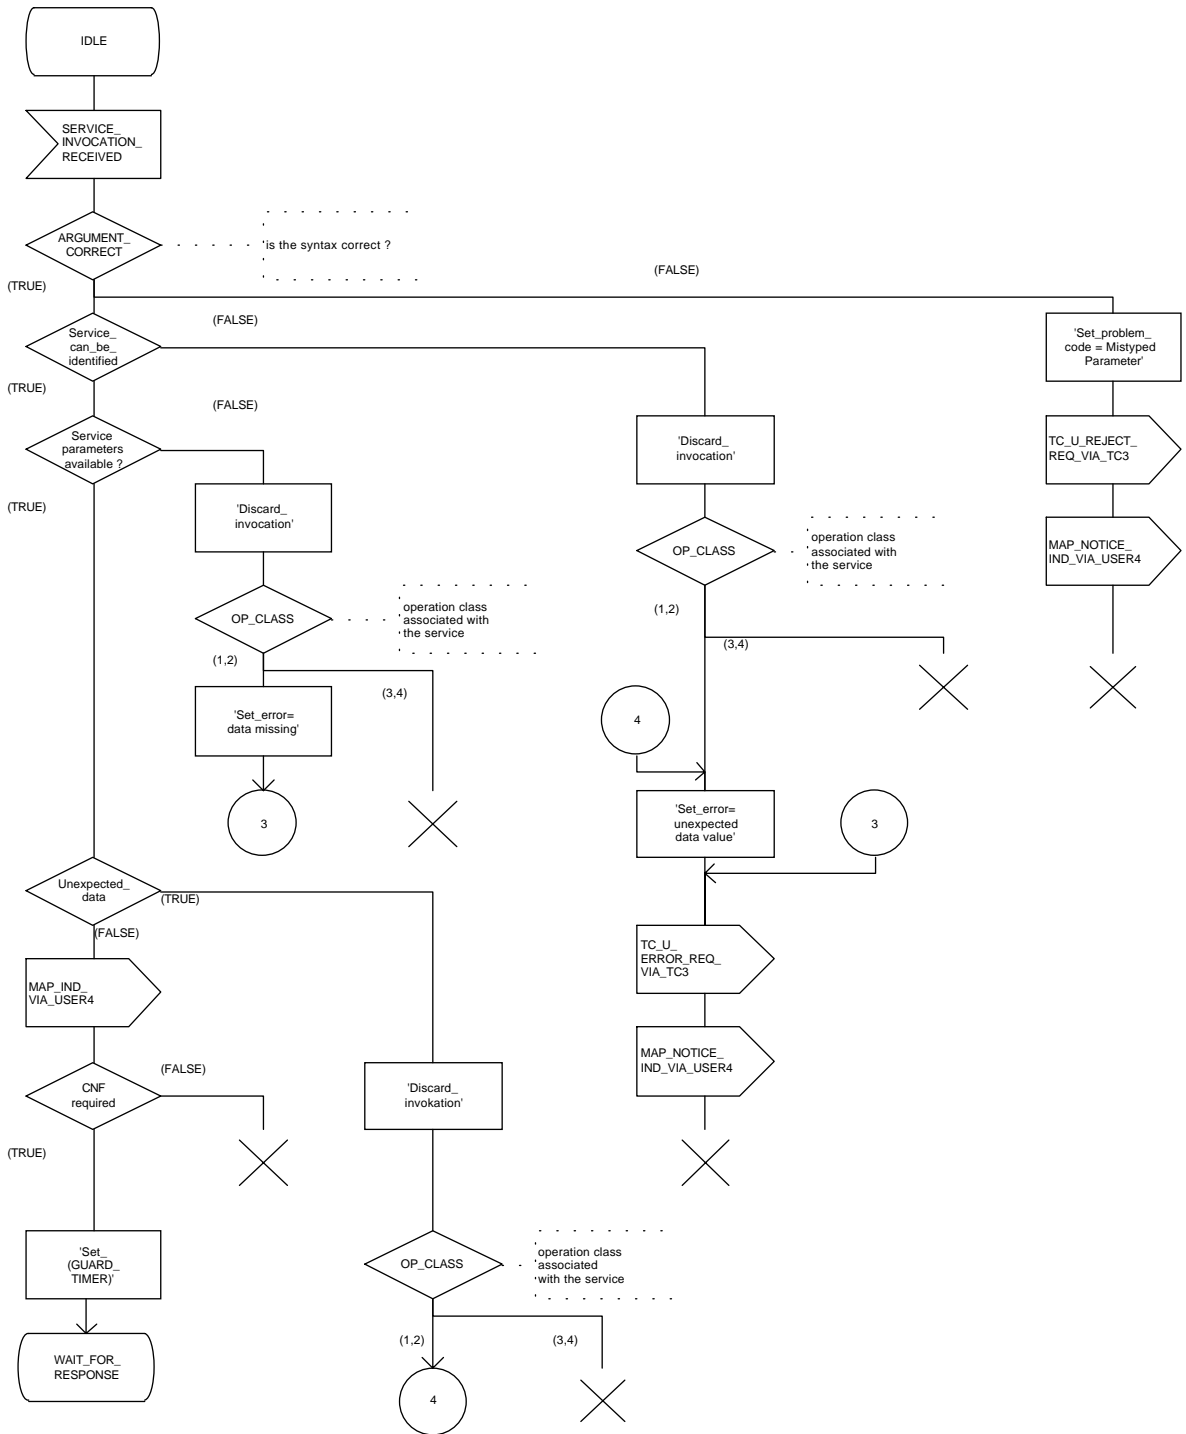 IDLE
SERVICE_
INVOCATION_
RECEIVED
ARGUMENT_
CORRECT
is the syntax correct ?
(TRUE)
(FALSE)
Service_
can_be_
identified
(FALSE)
'Set_problem_
code = Mistyped
Parameter'
(TRUE)
(FALSE)
Service
parameters
available ?
'Discard_
invocation'
TC_U_REJECT_
REQ_VIA_TC3
(TRUE)
'Discard_
invocation'
OP_CLASS
operation class
associated with
the service
MAP_NOTICE_
IND_VIA_USER4
OP_CLASS
operation class
associated with
the service
(1,2)
(3,4)
(1,2)
(3,4)
'Set_error=
data missing'
4
3
'Set_error=
unexpected
data value'
3
Unexpected_
data
(TRUE)
(FALSE)
TC_U_
ERROR_REQ_
VIA_TC3
MAP_IND_
VIA_USER4
MAP_NOTICE_
IND_VIA_USER4
CNF
required
(FALSE)
'Discard_
invokation'
(TRUE)
'Set_
(GUARD_
TIMER)'
OP_CLASS
operation class
associated
with the service
(1,2)
(3,4)
WAIT_FOR_
RESPONSE
4